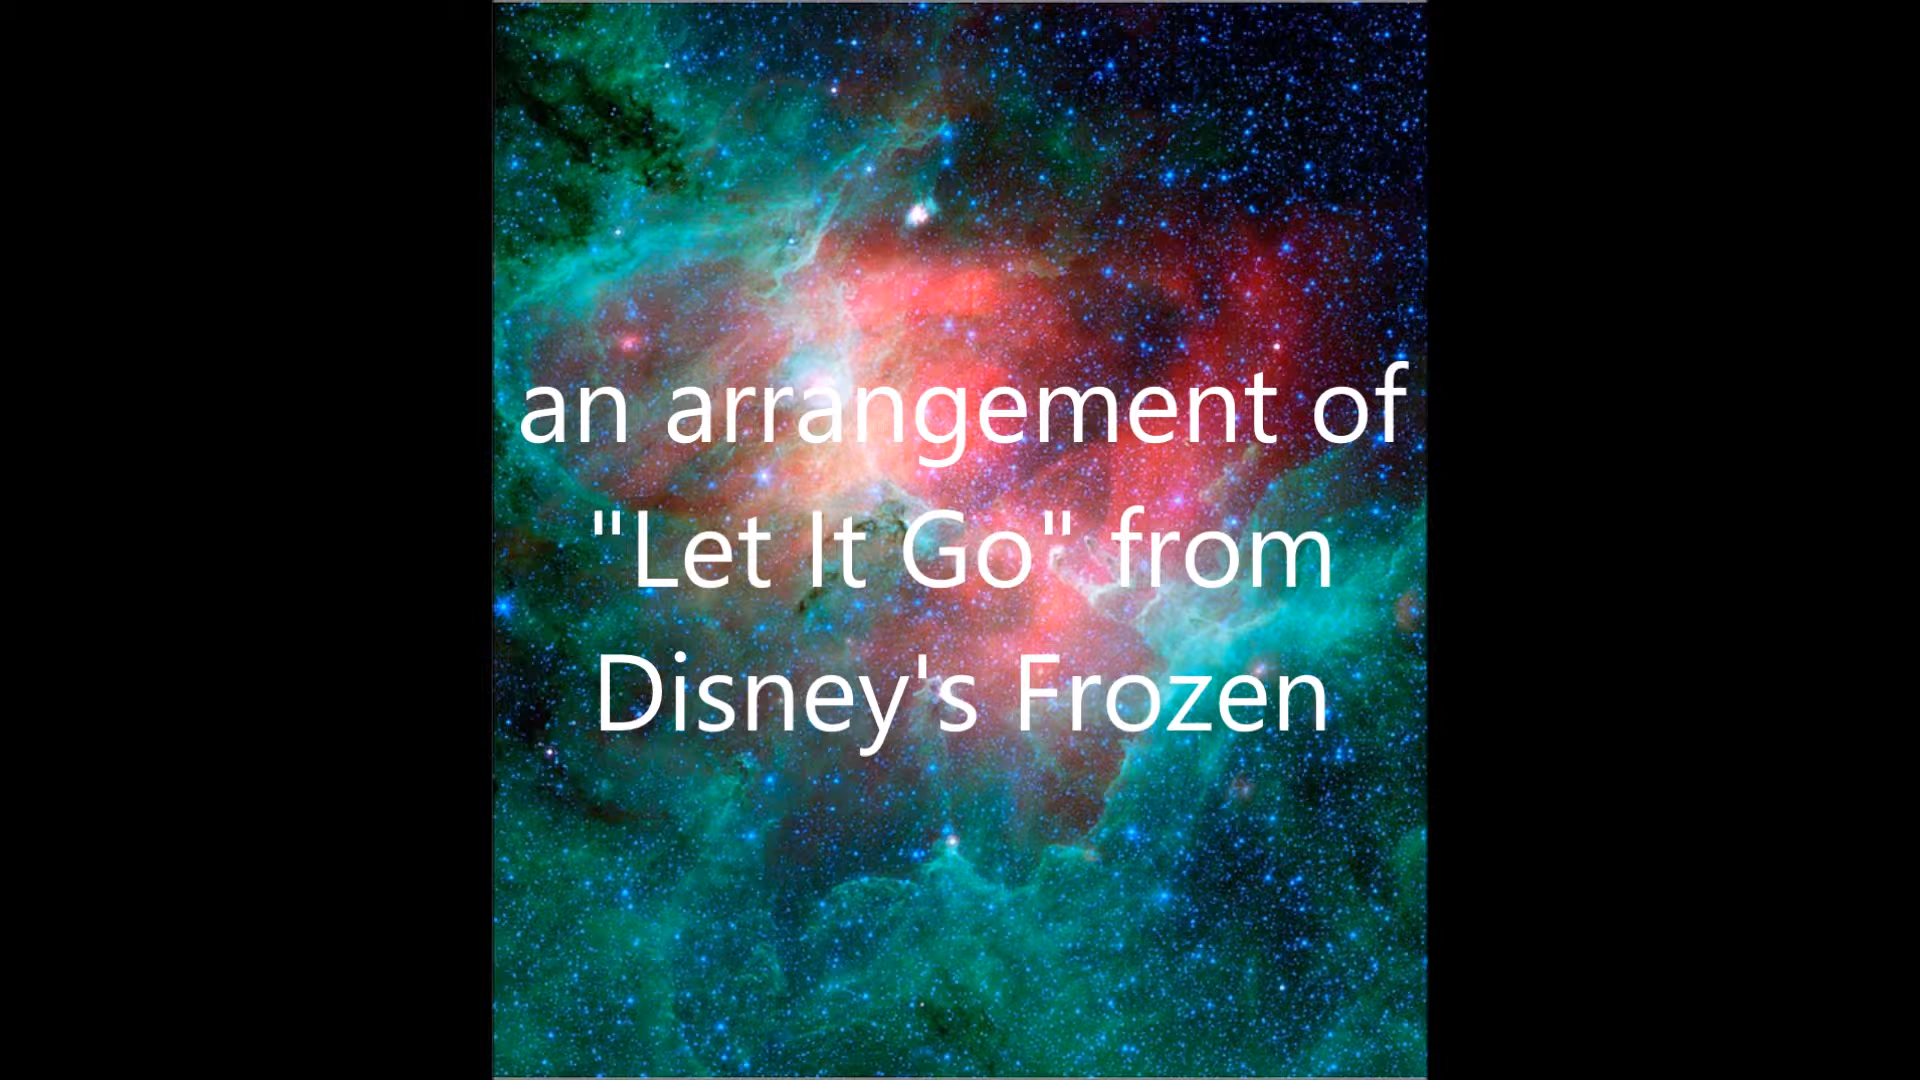 an arrangement of
"Let It Go" from
Disney's Frozen